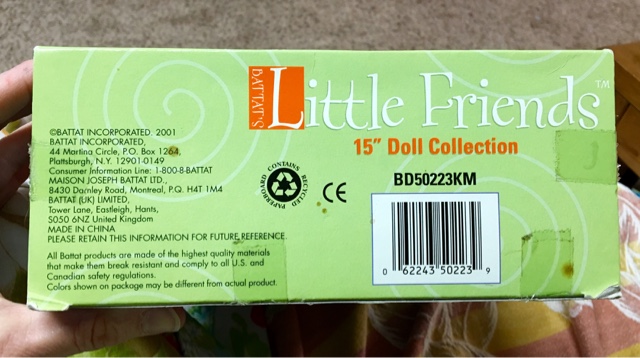 BATTAT'S
Little Friends™
15" Doll Collection
©BATTAT INCORPORATED. 2001
BATTAT INCORPORATED,
44 Martina Circle, P.O. Box 1264,
Plattsburgh, N.Y. 12901-0149
Consumer Information Line: 1-800-8-BATTAT
MAISON JOSEPH BATTAT LTD.,
8430 Darnley Road, Montreal, P.Q. H4T 1M4
BATTAT (UK) LIMITED,
Tower Lane, Eastleigh, Hants,
SO50 6NZ United Kingdom
MADE IN CHINA
PLEASE RETAIN THIS INFORMATION FOR FUTURE REFERENCE.
All Battat products are made of the highest quality materials
that make them break resistant and comply to all U.S. and
Canadian safety regulations.
Colors shown on package may be different from actual product.
CONTAINS RECYCLED PAPERBOARD
CE
BD50223KM
0 62243 50223 9